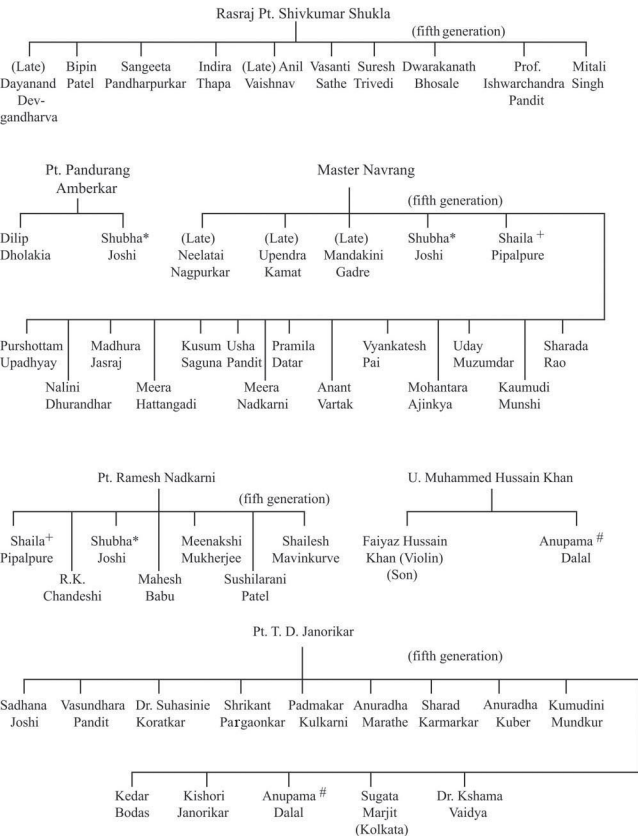 Rasraj Pt. Shivkumar Shukla
(fifth generation)
(Late) Bipin Sangeeta Indira (Late) Anil Vasanti Suresh Dwarakanath Prof. Mitali
Dayanand Patel Pandharpurkar Thapa Vaishnav Sathe Trivedi Bhosale Ishwarchandra Singh
Dev- Pandit
gandharva
Pt. Pandurang Master Navrang
Amberkar
(fifth generation)
Dilip Shubha* (Late) (Late) (Late) Shubha* Shaila +
Dholakia Joshi Neelatai Upendra Mandakini Joshi Pipalpure
Nagpurkar Kamat Gadre
Purshottam Madhura Kusum Usha Pramila Vyankatesh Uday Sharada
Upadhyay Jasraj Saguna Pandit Datar Pai Muzumdar Rao
Nalini Meera Meera Anant Mohantara Kaumudi
Dhurandhar Hattangadi Nadkarni Vartak Ajinkya Munshi
Pt. Ramesh Nadkarni U. Muhammed Hussain Khan
(fifh generation)
Shaila+ Shubha* Meenakshi Shailesh Faiyaz Hussain Anupama #
Pipalpure Joshi Mukherjee Mavinkurve Khan (Violin) Dalal
(Son)
R.K. Mahesh Sushilarani
Chandeshi Babu Patel
Pt. T. D. Janorikar
(fifth generation)
Sadhana Vasundhara Dr. Suhasinie Shrikant Padmakar Anuradha Sharad Anuradha Kumudini
Joshi Pandit Koratkar Pargaonkar Kulkarni Marathe Karmarkar Kuber Mundkur
Kedar Kishori Anupama # Sugata Dr. Kshama
Bodas Janorikar Dalal Marjit Vaidya
(Kolkata)